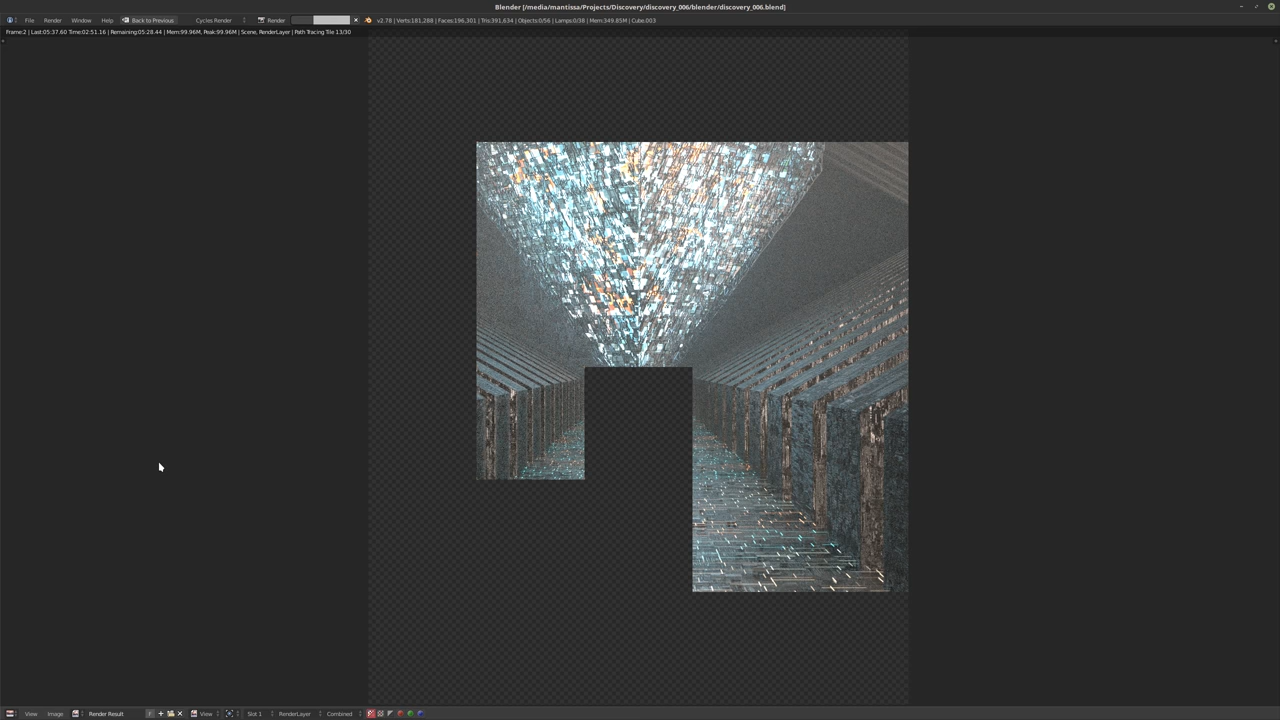 Blender [/media/mantissa/Projects/Discovery/discovery_006/blender/discovery_006.blend]
File Render Window Help Back to Previous Cycles Render Render v2.78 | Verts:181,288 | Faces:196,301 | Tris:391,634 | Objects:0/56 | Lamps:0/38 | Mem:349.85M | Cube.003
Frame:2 | Last:05:37.60 Time:02:51.16 | Remaining:05:28.44 | Mem:99.96M, Peak:99.96M | Scene, RenderLayer | Path Tracing Tile 13/30
View Image Render Result F View Slot 1 RenderLayer Combined